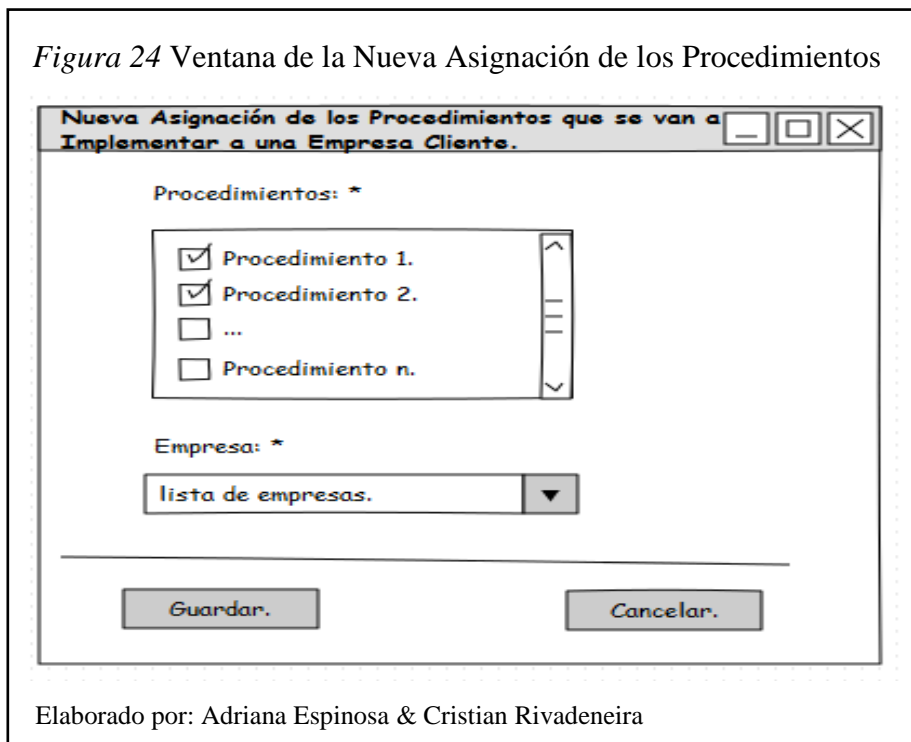 Figura 24 Ventana de la Nueva Asignación de los Procedimientos
Nueva Asignación de los Procedimientos que se van a
Implementar a una Empresa Cliente.
Procedimientos: *
Procedimiento 1.
Procedimiento 2.
...
Procedimiento n.
Empresa: *
lista de empresas.
Guardar.
Cancelar.
Elaborado por: Adriana Espinosa & Cristian Rivadeneira